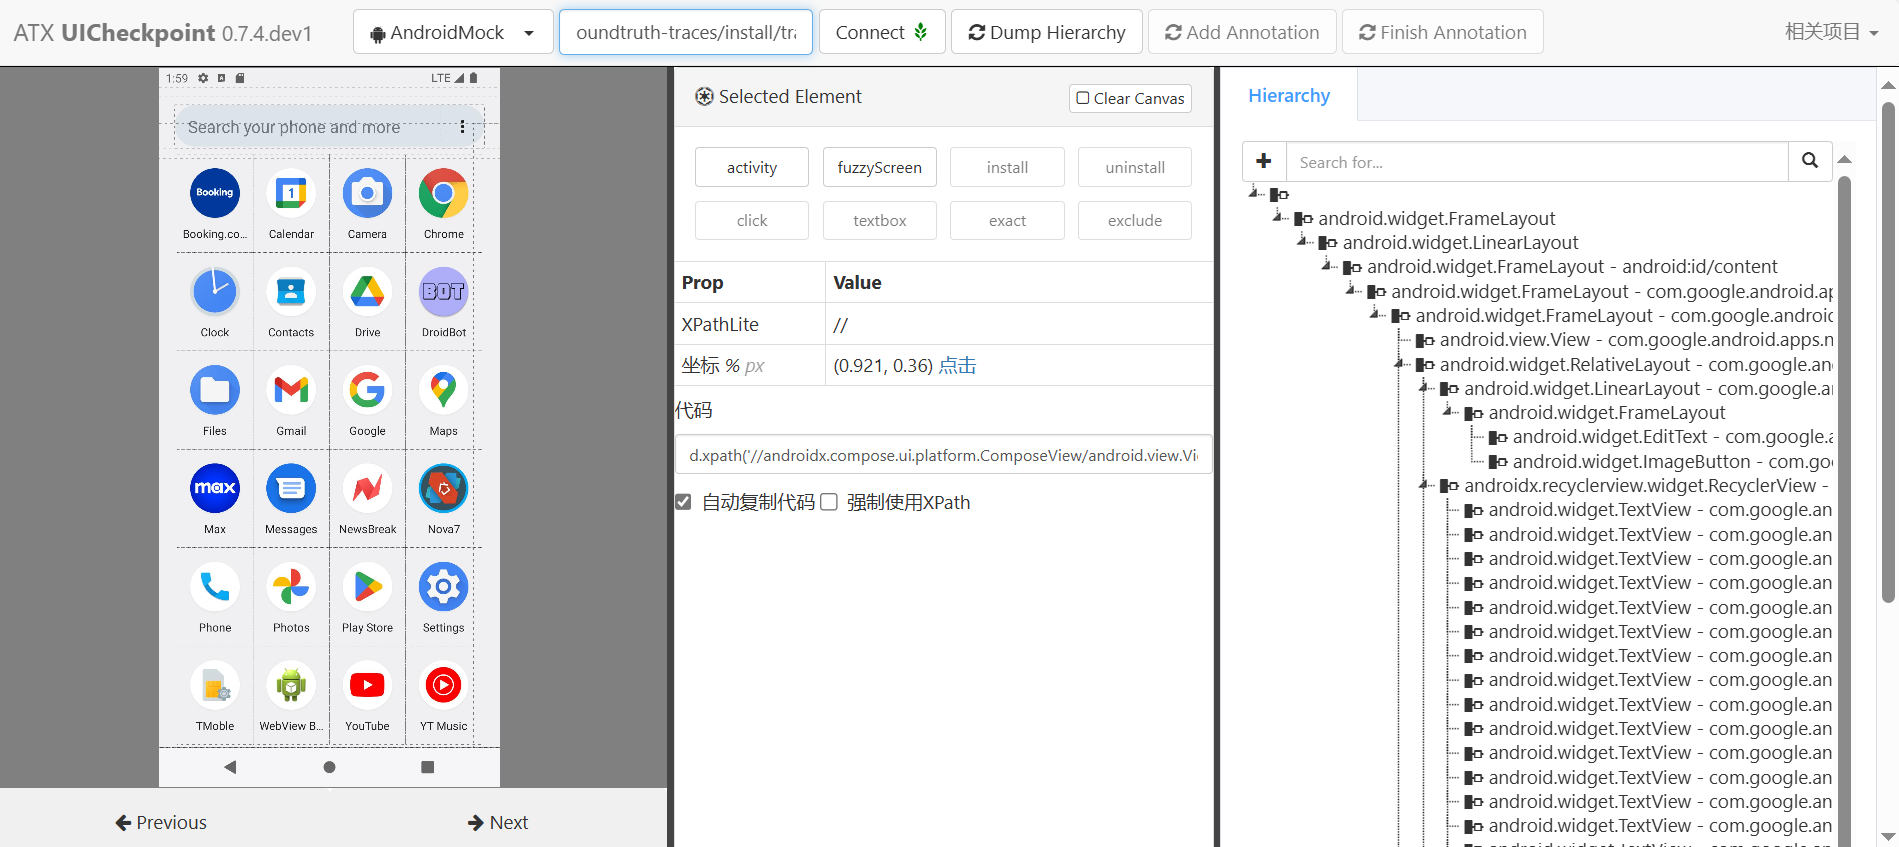 ATX UICheckpoint 0.7.4.dev1
AndroidMock
oundtruth-traces/install/tra
Connect
Dump Hierarchy
Add Annotation
Finish Annotation
相关项目
1:59
LTE
Search your phone and more
Booking
1
Booking.co...
Calendar
Camera
Chrome
BOT
Clock
Contacts
Drive
DroidBot
Files
Gmail
Google
Maps
max
Max
Messages
NewsBreak
Nova7
Phone
Photos
Play Store
Settings
TMoble
WebView B...
YouTube
YT Music
Previous
Next
Selected Element
Clear Canvas
activity
fuzzyScreen
install
uninstall
click
textbox
exact
exclude
Prop
Value
XPathLite
//
坐标 % px
(0.921, 0.36) 点击
代码
d.xpath('//androidx.compose.ui.platform.ComposeView/android.view.Vi
自动复制代码
强制使用XPath
Hierarchy
Search for...
android.widget.FrameLayout
android.widget.LinearLayout
android.widget.FrameLayout - android:id/content
android.widget.FrameLayout - com.google.android.ap
android.widget.FrameLayout - com.google.android
android.view.View - com.google.android.apps.n
android.widget.RelativeLayout - com.google.an
android.widget.LinearLayout - com.google.an
android.widget.FrameLayout
android.widget.EditText - com.google.a
android.widget.ImageButton - com.go
androidx.recyclerview.widget.RecyclerView -
android.widget.TextView - com.google.an
android.widget.TextView - com.google.an
android.widget.TextView - com.google.an
android.widget.TextView - com.google.an
android.widget.TextView - com.google.an
android.widget.TextView - com.google.an
android.widget.TextView - com.google.an
android.widget.TextView - com.google.an
android.widget.TextView - com.google.an
android.widget.TextView - com.google.an
android.widget.TextView - com.google.an
android.widget.TextView - com.google.an
android.widget.TextView - com.google.an
android.widget.TextView - com.google.an